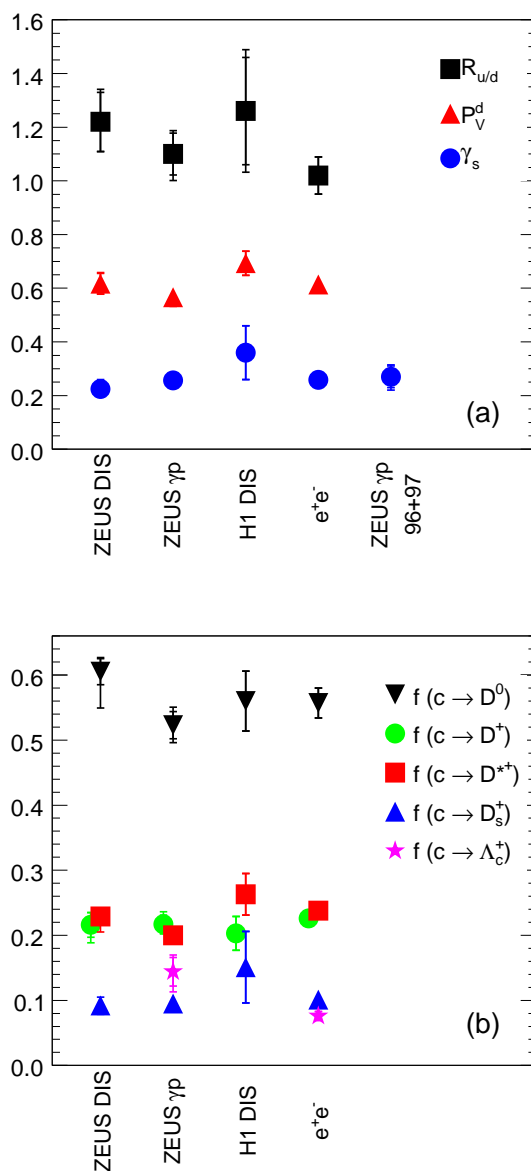 1.6
1.4
1.2
1.0
0.8
0.6
0.4
0.2
0.0
R_{u/d}
P_V^d
γ_s
(a)
ZEUS DIS
ZEUS γp
H1 DIS
e⁺e⁻
ZEUS γp
96+97
0.6
0.5
0.4
0.3
0.2
0.1
0.0
f (c → D⁰)
f (c → D⁺)
f (c → D*⁺)
f (c → D_s⁺)
f (c → Λ_c⁺)
(b)
ZEUS DIS
ZEUS γp
H1 DIS
e⁺e⁻